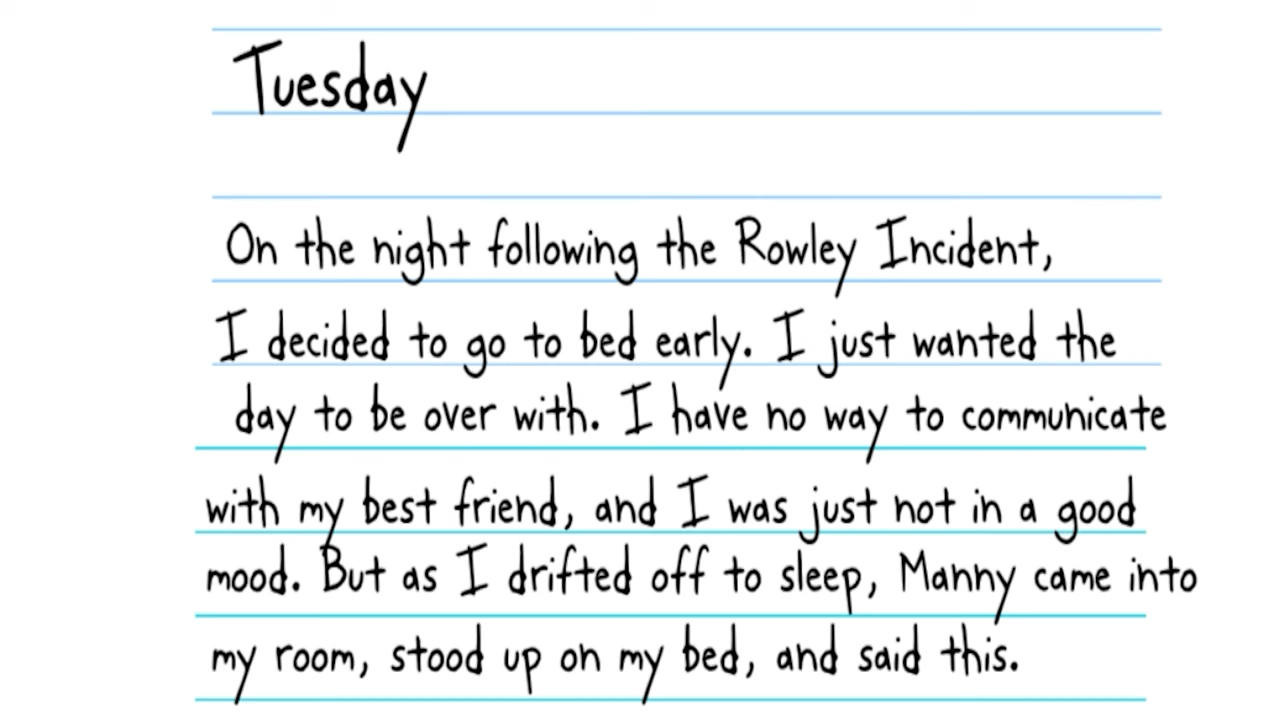 Tuesday
On the night following the Rowley Incident,
I decided to go to bed early. I just wanted the
day to be over with. I have no way to communicate
with my best friend, and I was just not in a good
mood. But as I drifted off to sleep, Manny came into
my room, stood up on my bed, and said this.